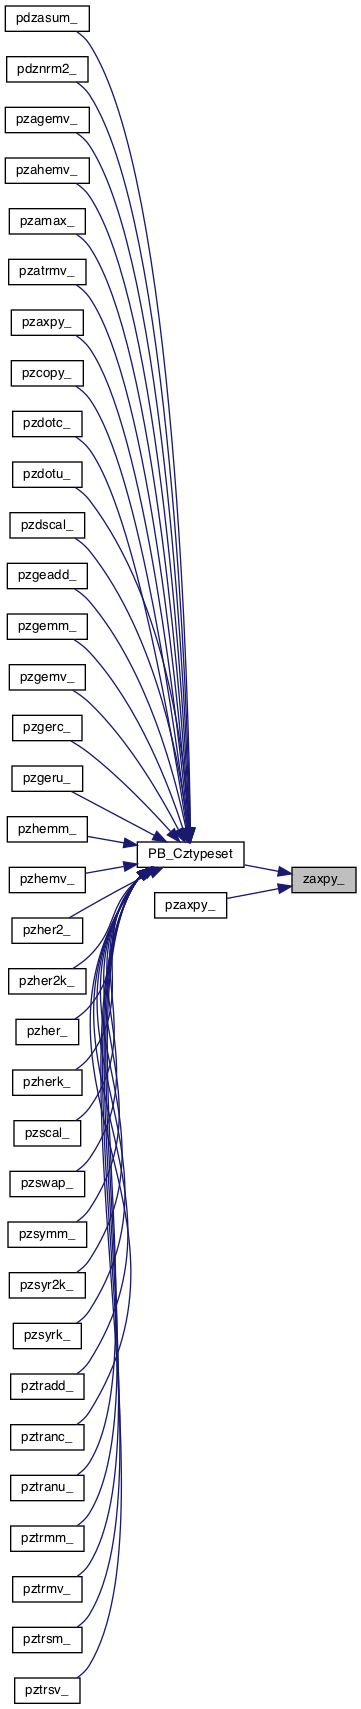 pdzasum_
pdznrm2_
pzagemv_
pzahemv_
pzamax_
pzatrmv_
pzaxpy_
pzcopy_
pzdotc_
pzdotu_
pzdscal_
pzgeadd_
pzgemm_
pzgemv_
pzgerc_
pzgeru_
pzhemm_
PB_Cztypeset
pzhemv_
zaxpy_
pzaxpy_
pzher2_
pzher2k_
pzher_
pzherk_
pzscal_
pzswap_
pzsymm_
pzsyr2k_
pzsyrk_
pztradd_
pztranc_
pztranu_
pztrmm_
pztrmv_
pztrsm_
pztrsv_